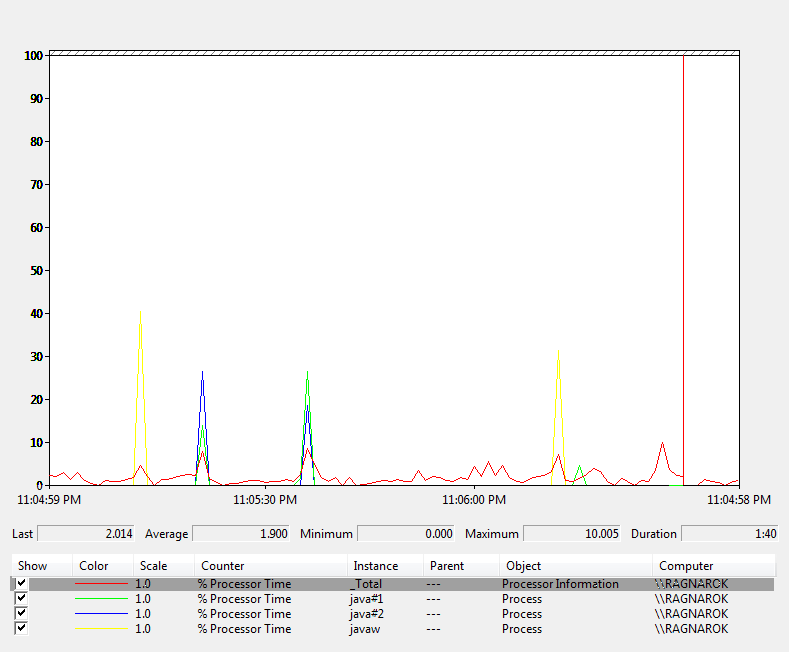 100
90
80
70
60
50
40
30
20
10
0
11:04:59 PM 11:05:30 PM 11:06:00 PM 11:04:58 PM
Last 2.014 Average 1.900 Minimum 0.000 Maximum 10.005 Duration 1:40
Show Color Scale Counter Instance Parent Object Computer
1.0 % Processor Time _Total --- Processor Information \\RAGNAROK
1.0 % Processor Time java#1 --- Process \\RAGNAROK
1.0 % Processor Time java#2 --- Process \\RAGNAROK
1.0 % Processor Time javaw --- Process \\RAGNAROK